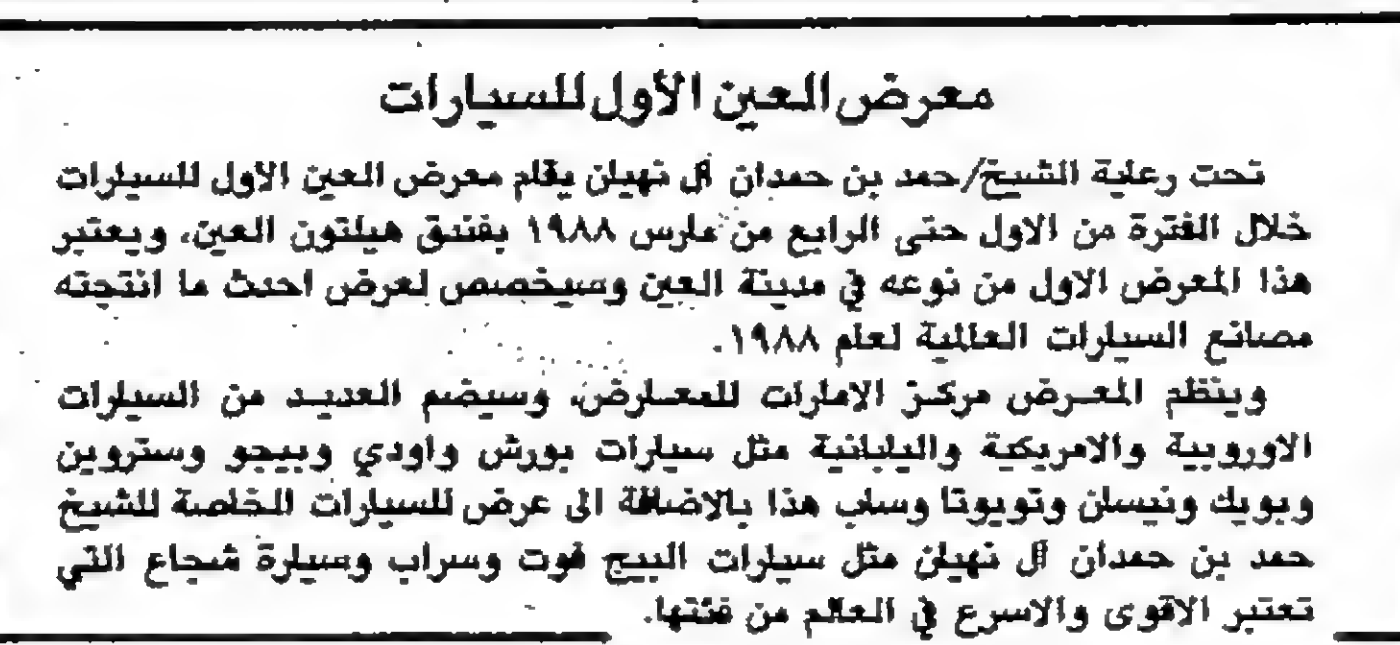 معرض العين الأول للسيارات
تحت رعاية الشيخ/حمد بن حمدان آل نهيان يقام معرض العين الاول للسيارات
خلال الفترة من الاول حتى الرابع من مارس ١٩٨٨ بفندق هيلتون العين، ويعتبر
هذا المعرض الاول من نوعه في مدينة العين وسيخصص لعرض احدث ما انتجته
مصانع السيارات العالمية لعام ١٩٨٨.
وينظم المعرض مركز الامارات للمعارض، وسيضم العديد من السيارات
الاوروبية والامريكية واليابانية مثل سيارات بورش واودي وبيجو وستروين
وبويك ونيسان وتويوتا وساب هذا بالاضافة الى عرض للسيارات الخاصة للشيخ
حمد بن حمدان آل نهيان مثل سيارات البيج فوت وسراب وسيارة شجاع التي
تعتبر الاقوى والاسرع في العالم من فئتها.